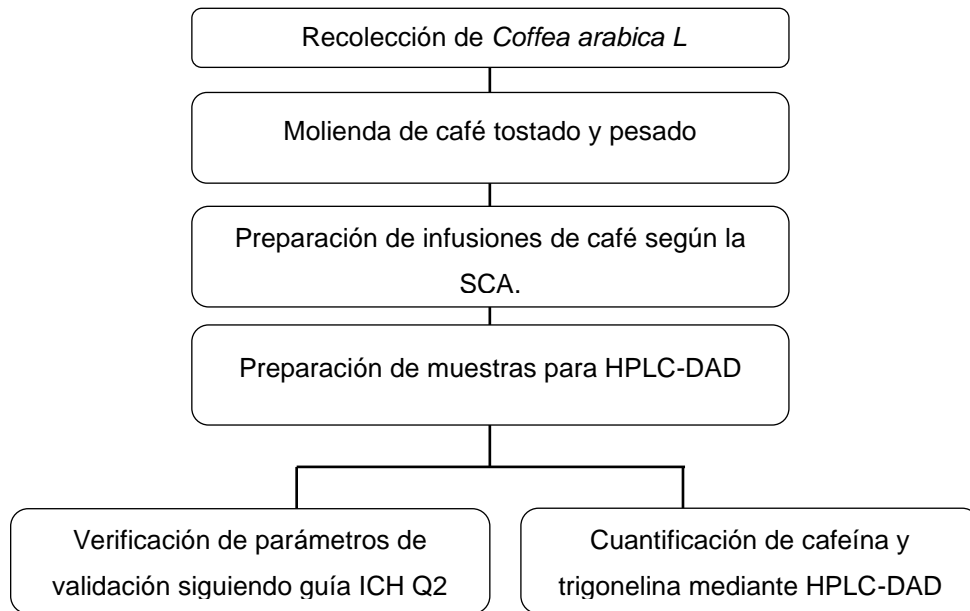 Recolección de Coffea arabica L
Molienda de café tostado y pesado
Preparación de infusiones de café según la
SCA.
Preparación de muestras para HPLC-DAD
Verificación de parámetros de
validación siguiendo guía ICH Q2
Cuantificación de cafeína y
trigonelina mediante HPLC-DAD